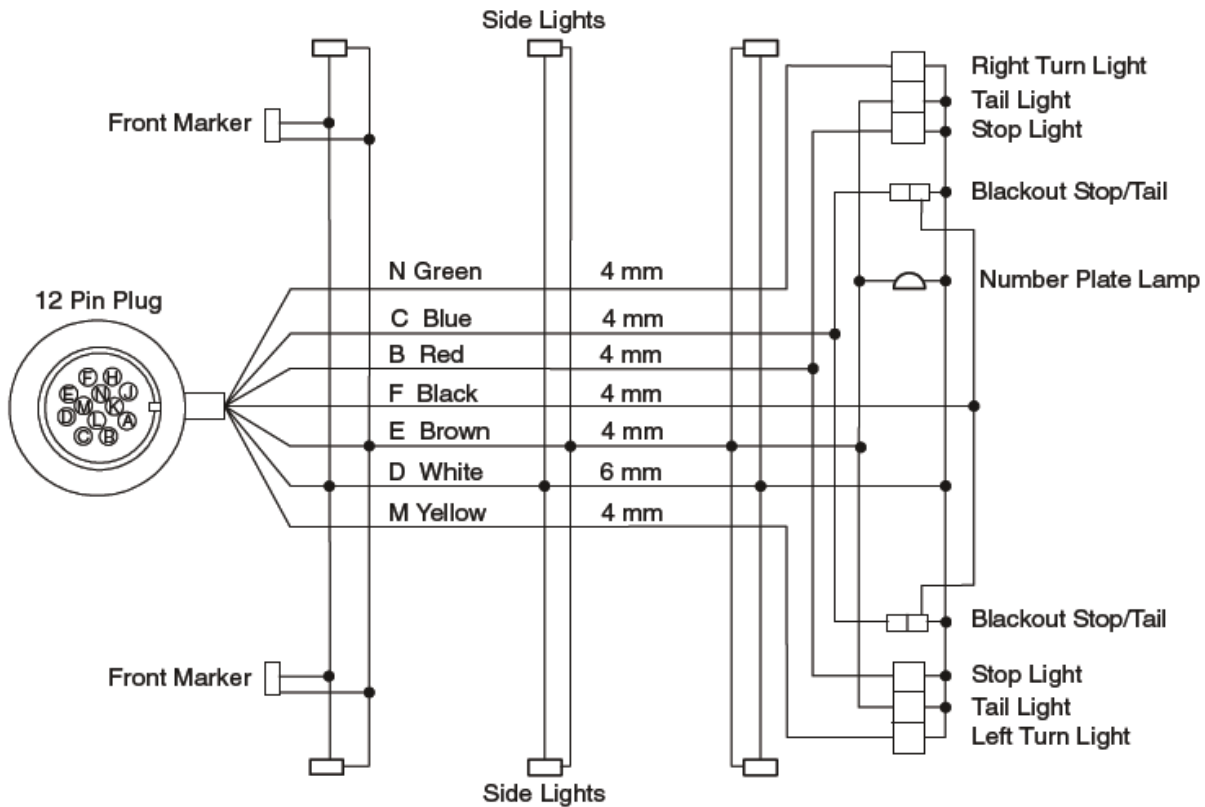 Side Lights
Right Turn Light
Tail Light
Front Marker
Stop Light
Blackout Stop/Tail
N Green 4 mm
Number Plate Lamp
12 Pin Plug
C Blue 4 mm
B Red 4 mm
F Black 4 mm
E Brown 4 mm
D White 6 mm
M Yellow 4 mm
F H
E N J
M K
D L A
C B
Blackout Stop/Tail
Front Marker
Stop Light
Tail Light
Left Turn Light
Side Lights